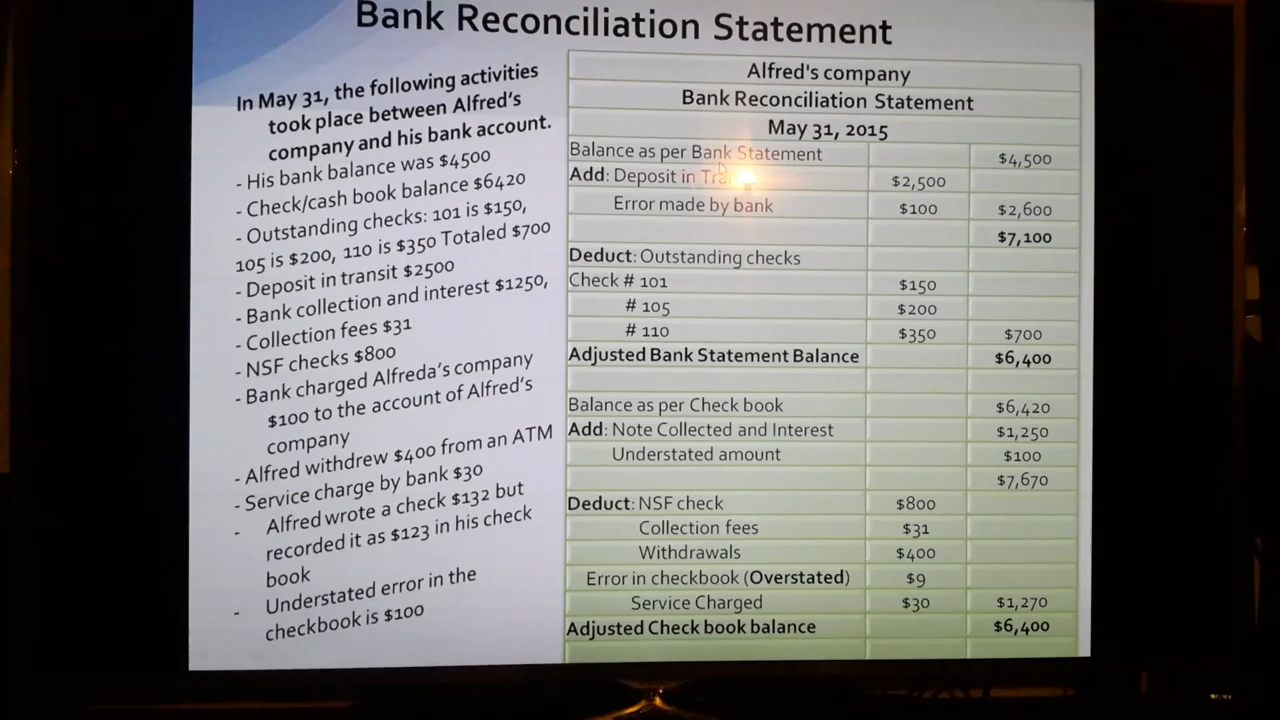 Bank Reconciliation Statement
In May 31, the following activities
took place between Alfred's
company and his bank account.
- His bank balance was $4500
- Check/cash book balance $6420
- Outstanding checks: 101 is $150,
105 is $200, 110 is $350 Totaled $700
- Deposit in transit $2500
- Bank collection and interest $1250,
- Collection fees $31
- NSF checks $800
- Bank charged Alfreda's company
$100 to the account of Alfred's
company
- Alfred withdrew $400 from an ATM
- Service charge by bank $30
- Alfred wrote a check $132 but
recorded it as $123 in his check
book
- Understated error in the
checkbook is $100
Alfred's company
Bank Reconciliation Statement
May 31, 2015
Balance as per Bank Statement $4,500
Add: Deposit in $2,500
Error made by bank $100 $2,600
$7,100
Deduct: Outstanding checks
Check # 101 $150
# 105 $200
# 110 $350 $700
Adjusted Bank Statement Balance $6,400
Balance as per Check book $6,420
Add: Note Collected and Interest $1,250
Understated amount $100
$7,670
Deduct: NSF check $800
Collection fees $31
Withdrawals $400
Error in checkbook (Overstated) $9
Service Charged $30 $1,270
Adjusted Check book balance $6,400